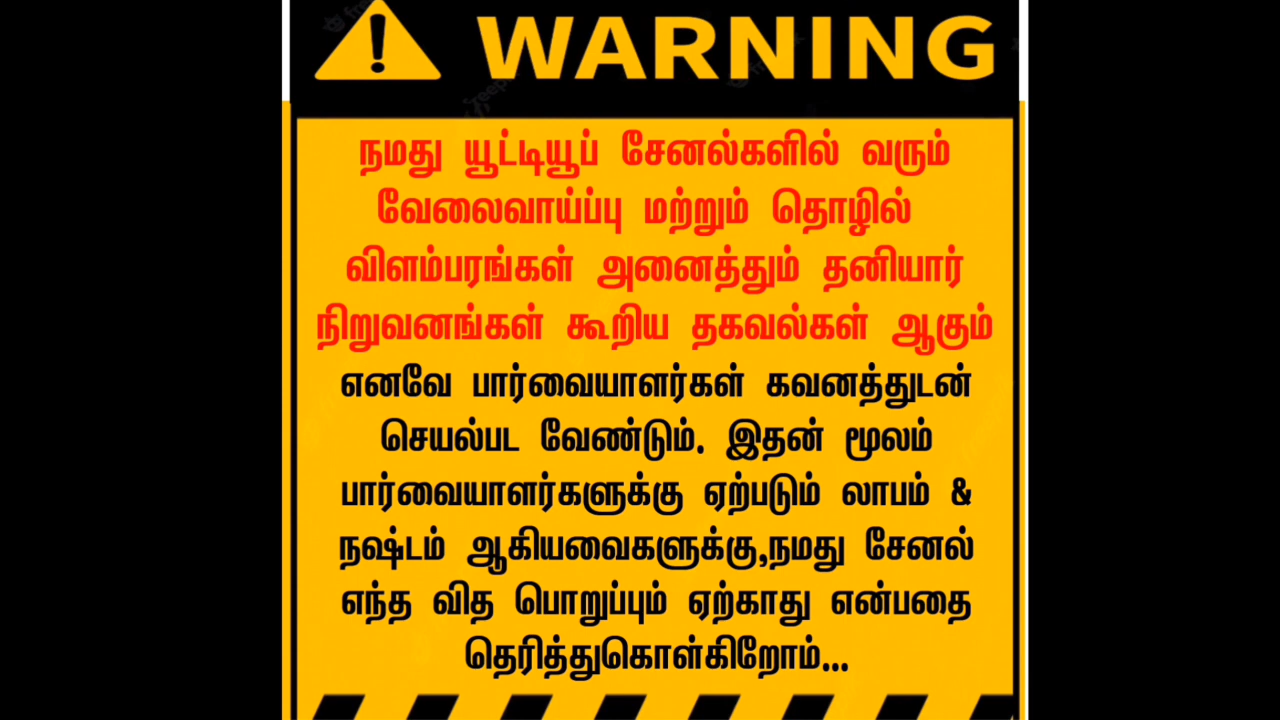 WARNING
நமது யூட்டியூப் சேனல்களில் வரும்
வேலைவாய்ப்பு மற்றும் தொழில்
விளம்பரங்கள் அனைத்தும் தனியார்
நிறுவனங்கள் கூறிய தகவல்கள் ஆகும்
எனவே பார்வையாளர்கள் கவனத்துடன்
செயல்பட வேண்டும். இதன் மூலம்
பார்வையாளர்களுக்கு ஏற்படும் லாபம் &
நஷ்டம் ஆகியவைகளுக்கு,நமது சேனல்
எந்த வித பொறுப்பும் ஏற்காது என்பதை
தெரித்துகொள்கிறோம்...